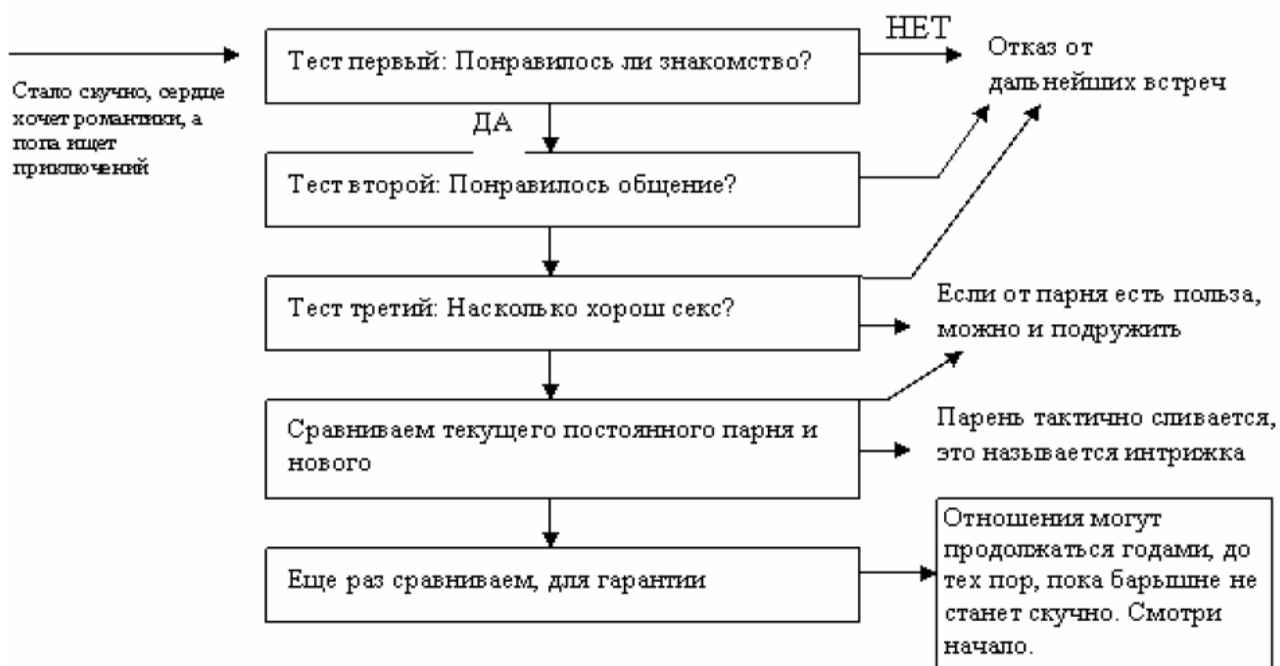 НЕТ
Тест первый: Понравилось ли знакомство?
Отказ от
дальнейших встреч
Стало скучно, сердце
хочет романтики, а
попа ищет
приключений
ДА
Тест второй: Понравилось общение?
Тест третий: Насколько хорош секс?
Если от парня есть польза,
можно и подружить
Сравниваем текущего постоянного парня и
нового
Парень тактично сливается,
это называется интрижка
Еще раз сравниваем, для гарантии
Отношения могут
продолжаться годами, до
тех пор, пока барышне не
станет скучно. Смотри
начало.